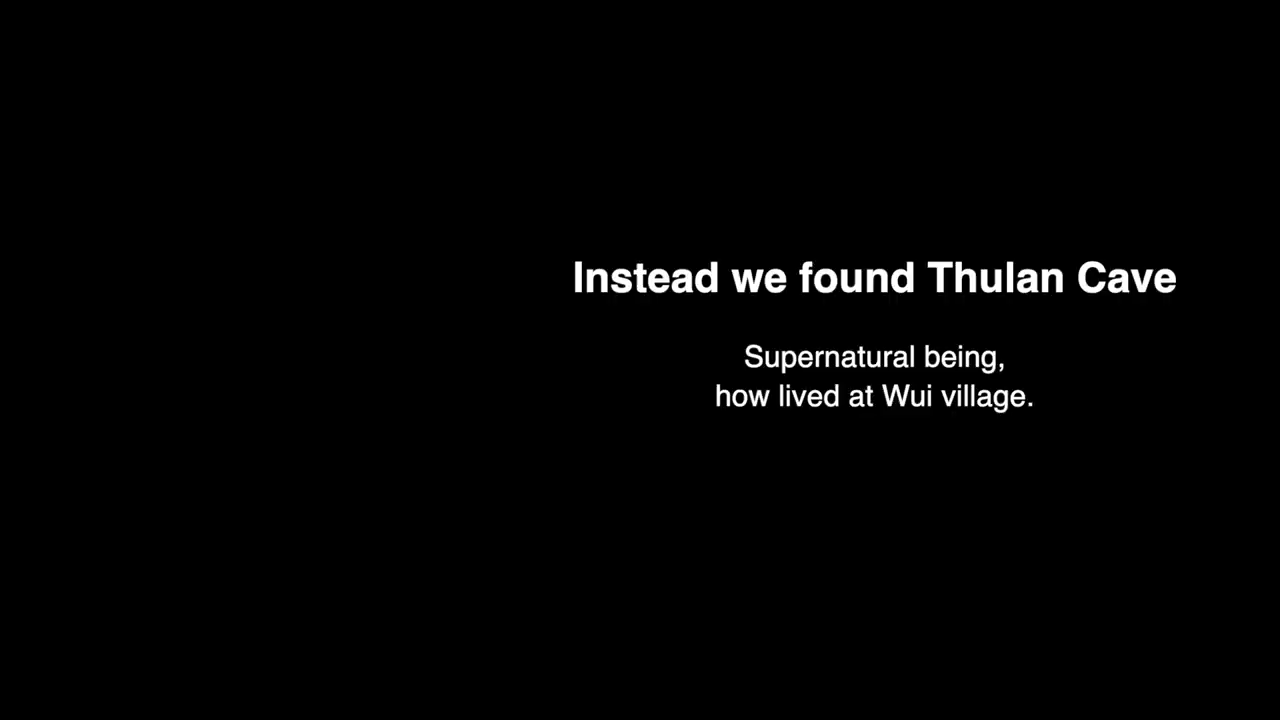 Instead we found Thulan Cave
Supernatural being,
how lived at Wui village.